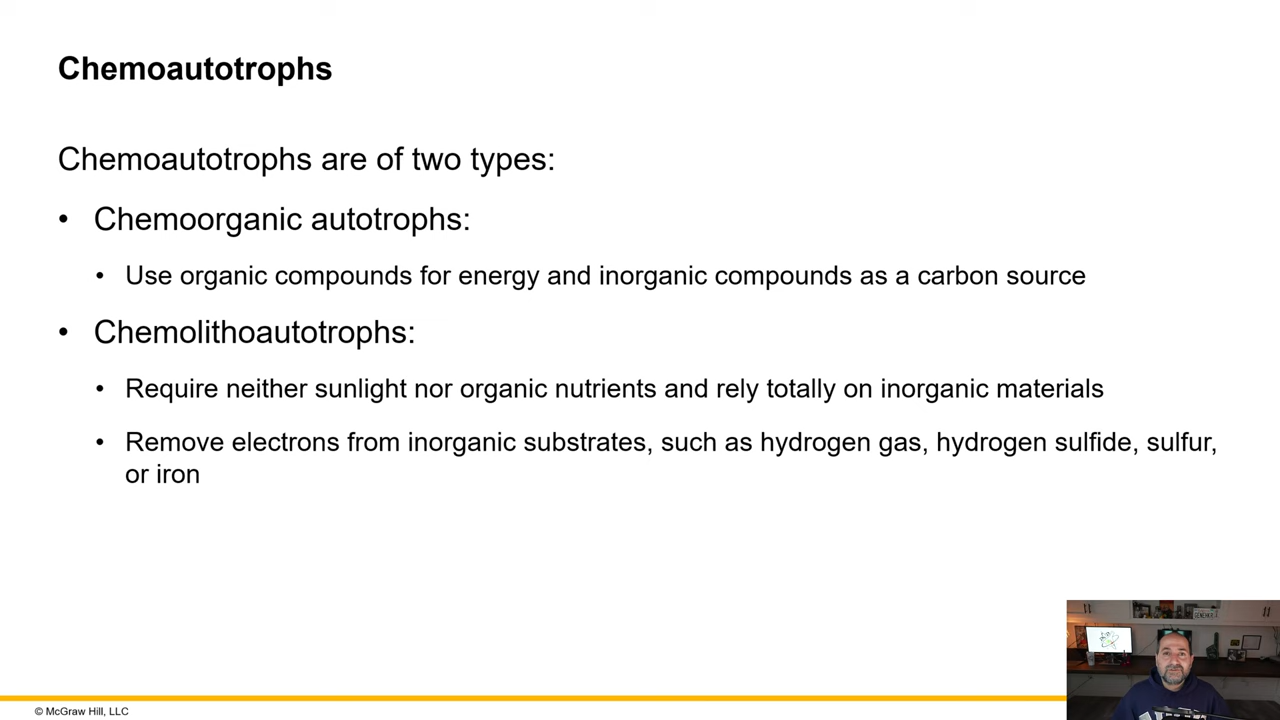 Chemoautotrophs
Chemoautotrophs are of two types:
• Chemoorganic autotrophs:
• Use organic compounds for energy and inorganic compounds as a carbon source
• Chemolithoautotrophs:
• Require neither sunlight nor organic nutrients and rely totally on inorganic materials
• Remove electrons from inorganic substrates, such as hydrogen gas, hydrogen sulfide, sulfur,
or iron
© McGraw Hill, LLC